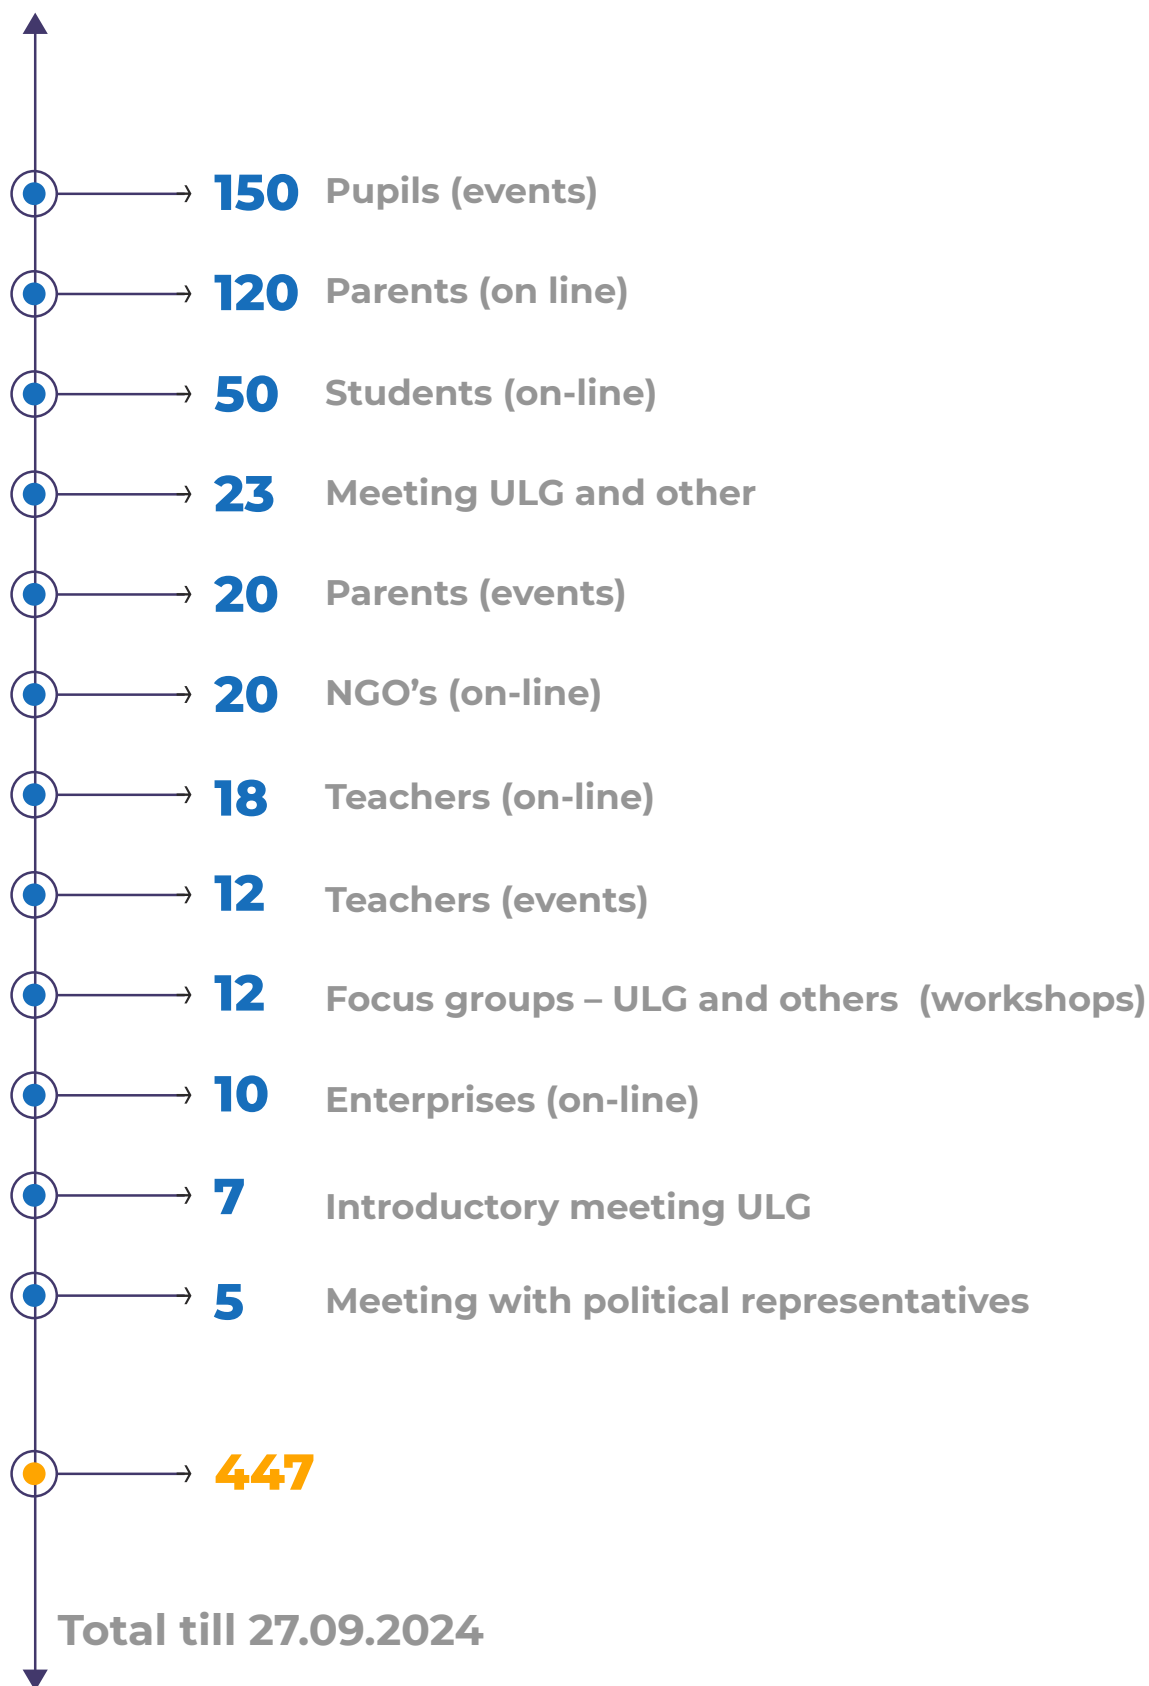 150 Pupils (events)
120 Parents (on line)
50 Students (on-line)
23 Meeting ULG and other
20 Parents (events)
20 NGO’s (on-line)
18 Teachers (on-line)
12 Teachers (events)
12 Focus groups – ULG and others (workshops)
10 Enterprises (on-line)
7 Introductory meeting ULG
5 Meeting with political representatives
447
Total till 27.09.2024